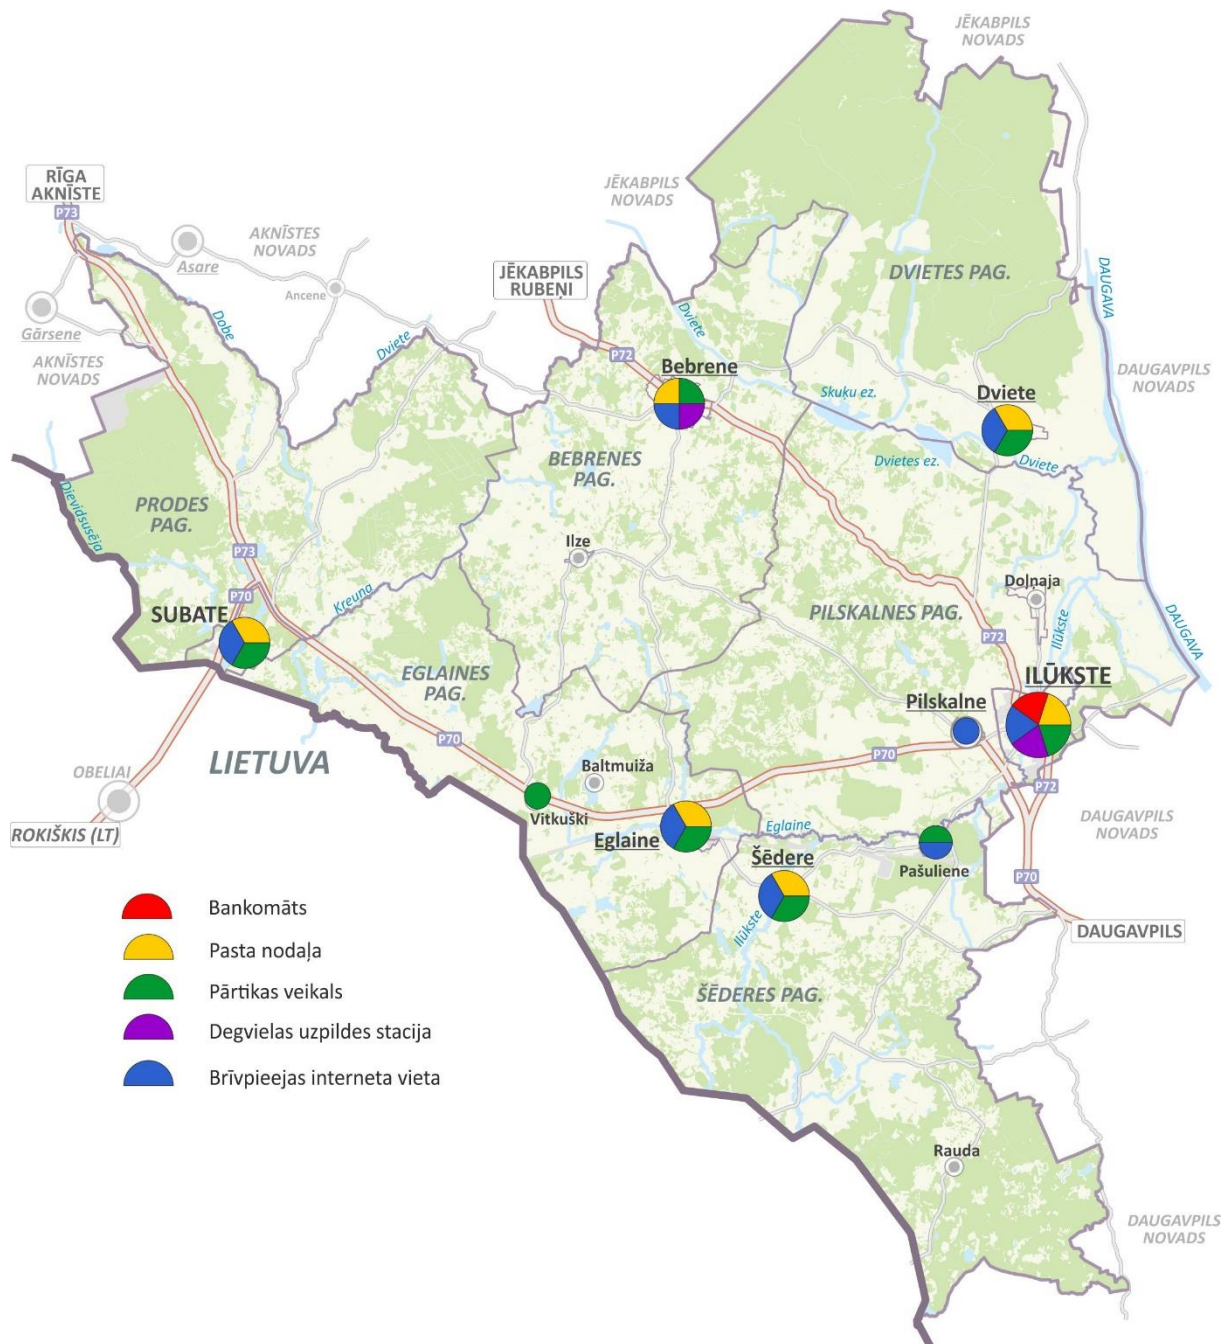 JĒKABPILS
NOVADS
RĪGA
AKNĪSTE
P73
JĒKABPILS
NOVADS
AKNĪSTES
NOVADS
Asare
Ancene
Gārsene
AKNĪSTES
NOVADS
Dobe
Dviete
JĒKABPILS
RUBEŅI
P72
Dviete
DVIETES PAG.
DAUGAVA
DAUGAVPILS
NOVADS
Bebrene
Skuķu ez.
Dviete
Dvietes ez.
Dviete
BEBRENES
PAG.
Dievidsusēja
PRODES
PAG.
Ilze
P73
P70
Kreuna
SUBATE
Doļnaja
PILSKALNES PAG.
P72
Ilūkste
DAUGAVA
EGLAINES
PAG.
ILŪKSTE
Pilskalne
P70
P70
LIETUVA
Baltmuiža
OBELIAI
P72
Vitkuški
ROKIŠKIS (LT)
Eglaine
Eglaine
Šēdere
Pašuliene
DAUGAVPILS
NOVADS
P70
Ilūkste
DAUGAVPILS
ŠĒDERES PAG.
Bankomāts
Pasta nodaļa
Pārtikas veikals
Degvielas uzpildes stacija
Brīvpieejas interneta vieta
Rauda
DAUGAVPILS
NOVADS